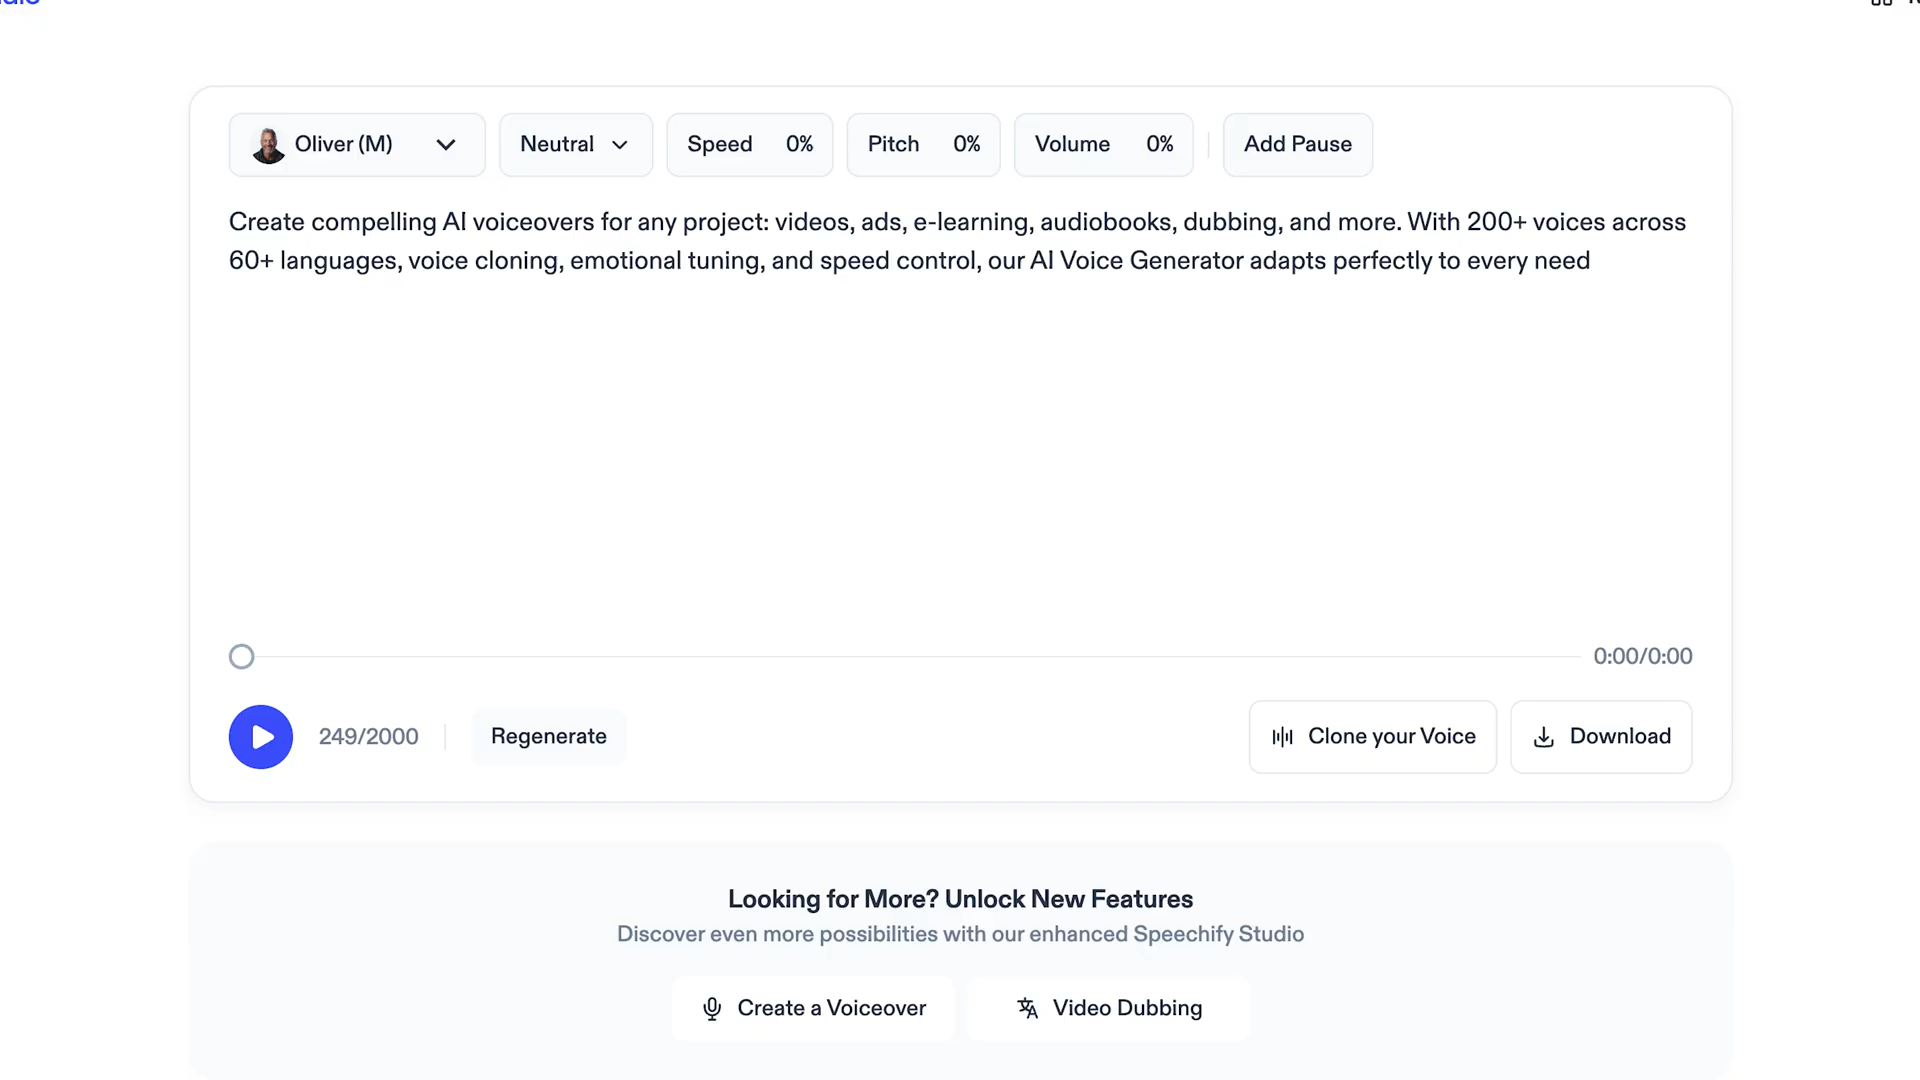 Oliver (M)
Neutral
Speed 0%
Pitch 0%
Volume 0%
Add Pause
Create compelling AI voiceovers for any project: videos, ads, e-learning, audiobooks, dubbing, and more. With 200+ voices across
60+ languages, voice cloning, emotional tuning, and speed control, our AI Voice Generator adapts perfectly to every need
0:00/0:00
249/2000
Regenerate
Clone your Voice
Download
Looking for More? Unlock New Features
Discover even more possibilities with our enhanced Speechify Studio
Create a Voiceover
Video Dubbing